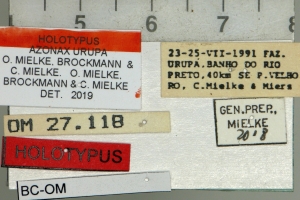 5 6 7 8
HOLOTYPUS
AZONAX URUPA
O. MIELKE, BROCKMANN &
C. MIELKE. O. MIELKE,
BROCKMANN & C. MIELKE
DET. 2019
23-25-VII-1991 FAZ.
URUPA. BANHO DO RIO
PRETO, 40km SE P. VELHO
RO, C.Mielke & Miers
OM 27.118
GEN. PREP.,
MIELKE
2018
HOLOTYPUS
BC-OM